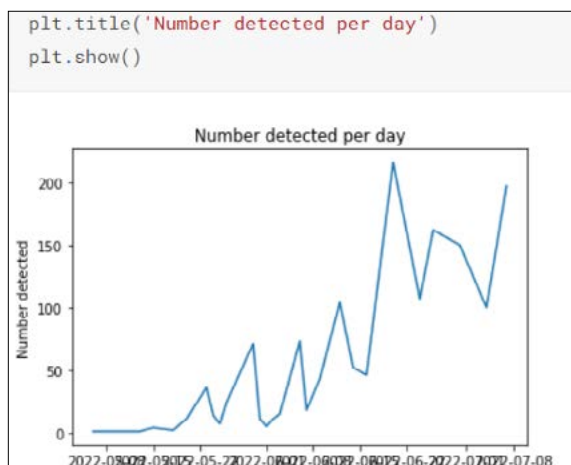 plt.title('Number detected per day')
plt.show()
Number detected per day
200
150
100
50
0
Number detected
2022-07-08